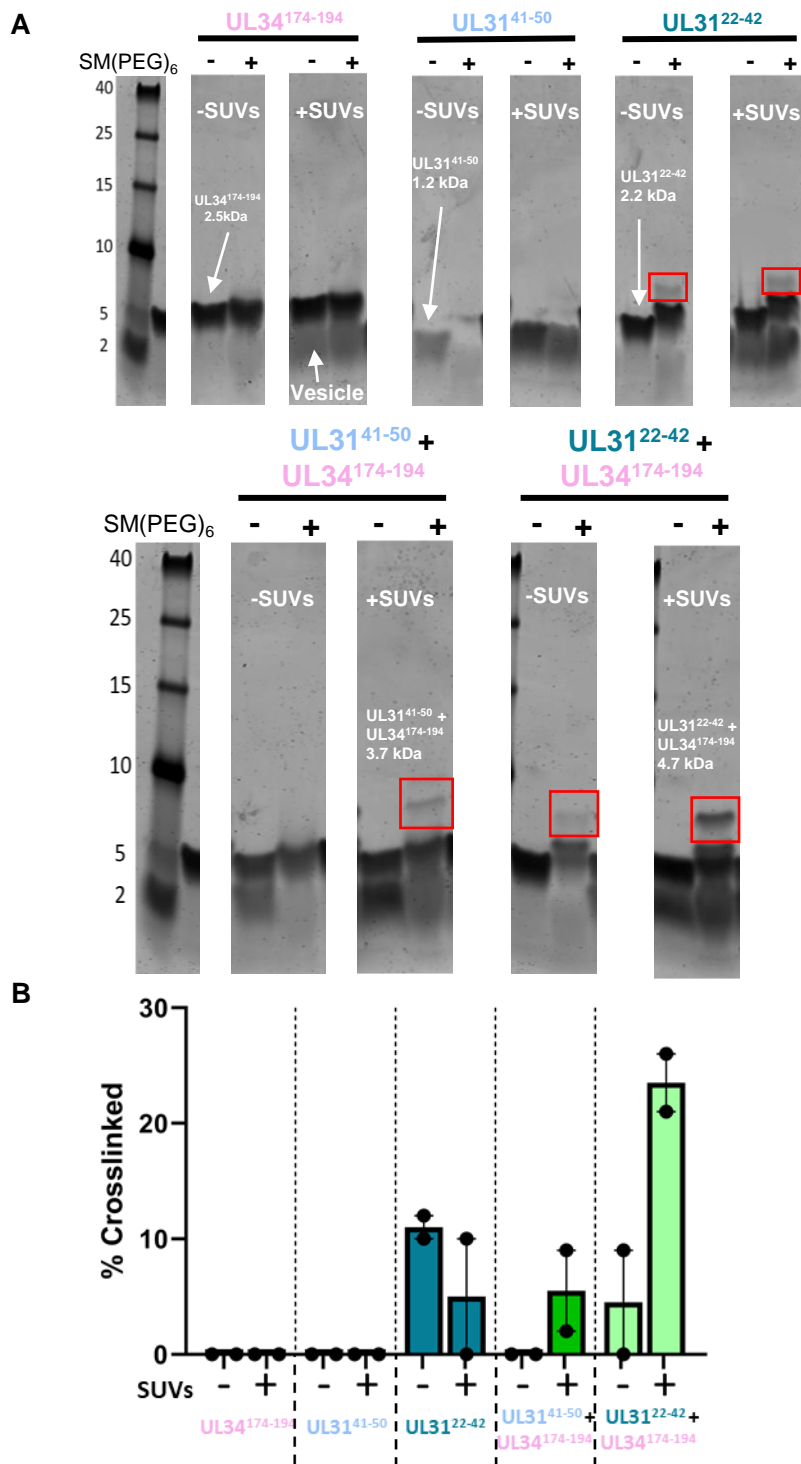 A
UL34¹⁷⁴⁻¹⁹⁴ UL31⁴¹⁻⁵⁰ UL31²²⁻⁴²
SM(PEG)₆ - + - + - + - + - + - +
40
25
15
10
5
2
-SUVs +SUVs -SUVs +SUVs -SUVs +SUVs
UL34¹⁷⁴⁻¹⁹⁴
2.5kDa
Vesicle
UL31⁴¹⁻⁵⁰
1.2 kDa
UL31²²⁻⁴²
2.2 kDa
UL31⁴¹⁻⁵⁰ + UL31²²⁻⁴² +
UL34¹⁷⁴⁻¹⁹⁴ UL34¹⁷⁴⁻¹⁹⁴
SM(PEG)₆ - + - + - + - +
40
25
15
10
5
2
-SUVs +SUVs -SUVs +SUVs
UL31⁴¹⁻⁵⁰ +
UL34¹⁷⁴⁻¹⁹⁴
3.7 kDa
UL31²²⁻⁴² +
UL34¹⁷⁴⁻¹⁹⁴
4.7 kDa
B
% Crosslinked
30
20
10
0
SUVs - + - + - + - + - +
UL34¹⁷⁴⁻¹⁹⁴ UL31⁴¹⁻⁵⁰ UL31²²⁻⁴² UL31⁴¹⁻⁵⁰ + UL31²²⁻⁴² +
UL34¹⁷⁴⁻¹⁹⁴ UL34¹⁷⁴⁻¹⁹⁴